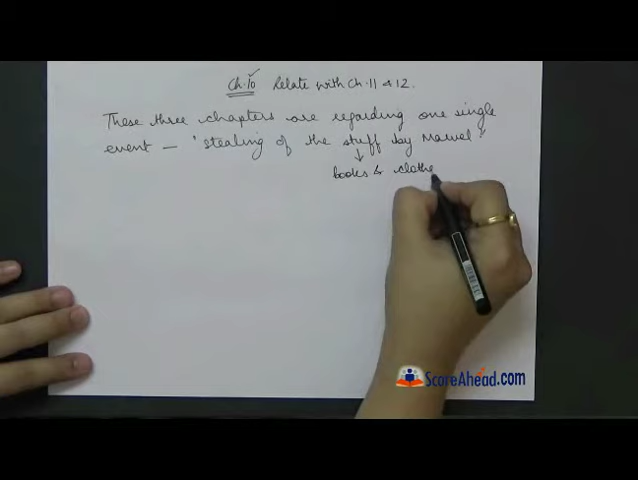 Ch.10 Relate with Ch.11 & 12.
These three chapters are regarding one single
event — 'Stealing of the stuff by Marvel'
↓
books & clothe
ScoreAhead.com